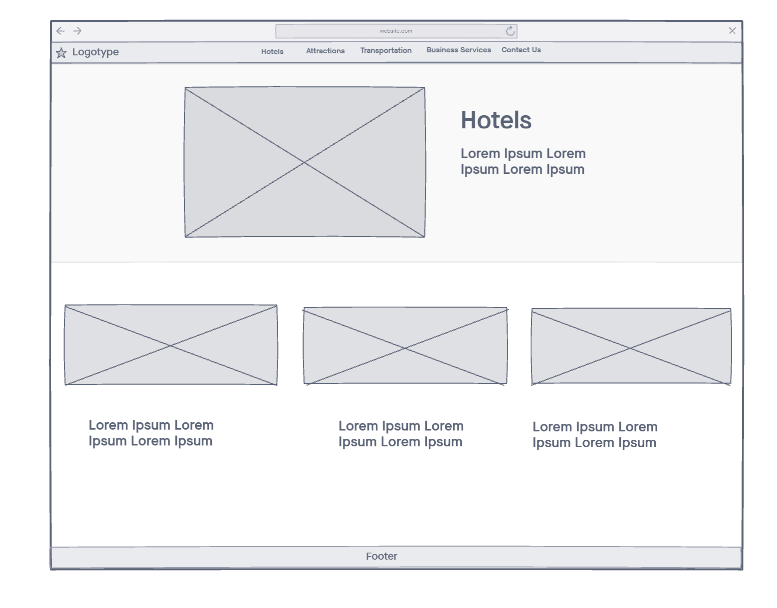 website.com
Logotype
Hotels Attractions Transportation Business Services Contact Us
Hotels
Lorem Ipsum Lorem
Ipsum Lorem Ipsum
Lorem Ipsum Lorem
Ipsum Lorem Ipsum
Lorem Ipsum Lorem
Ipsum Lorem Ipsum
Lorem Ipsum Lorem
Ipsum Lorem Ipsum
Footer